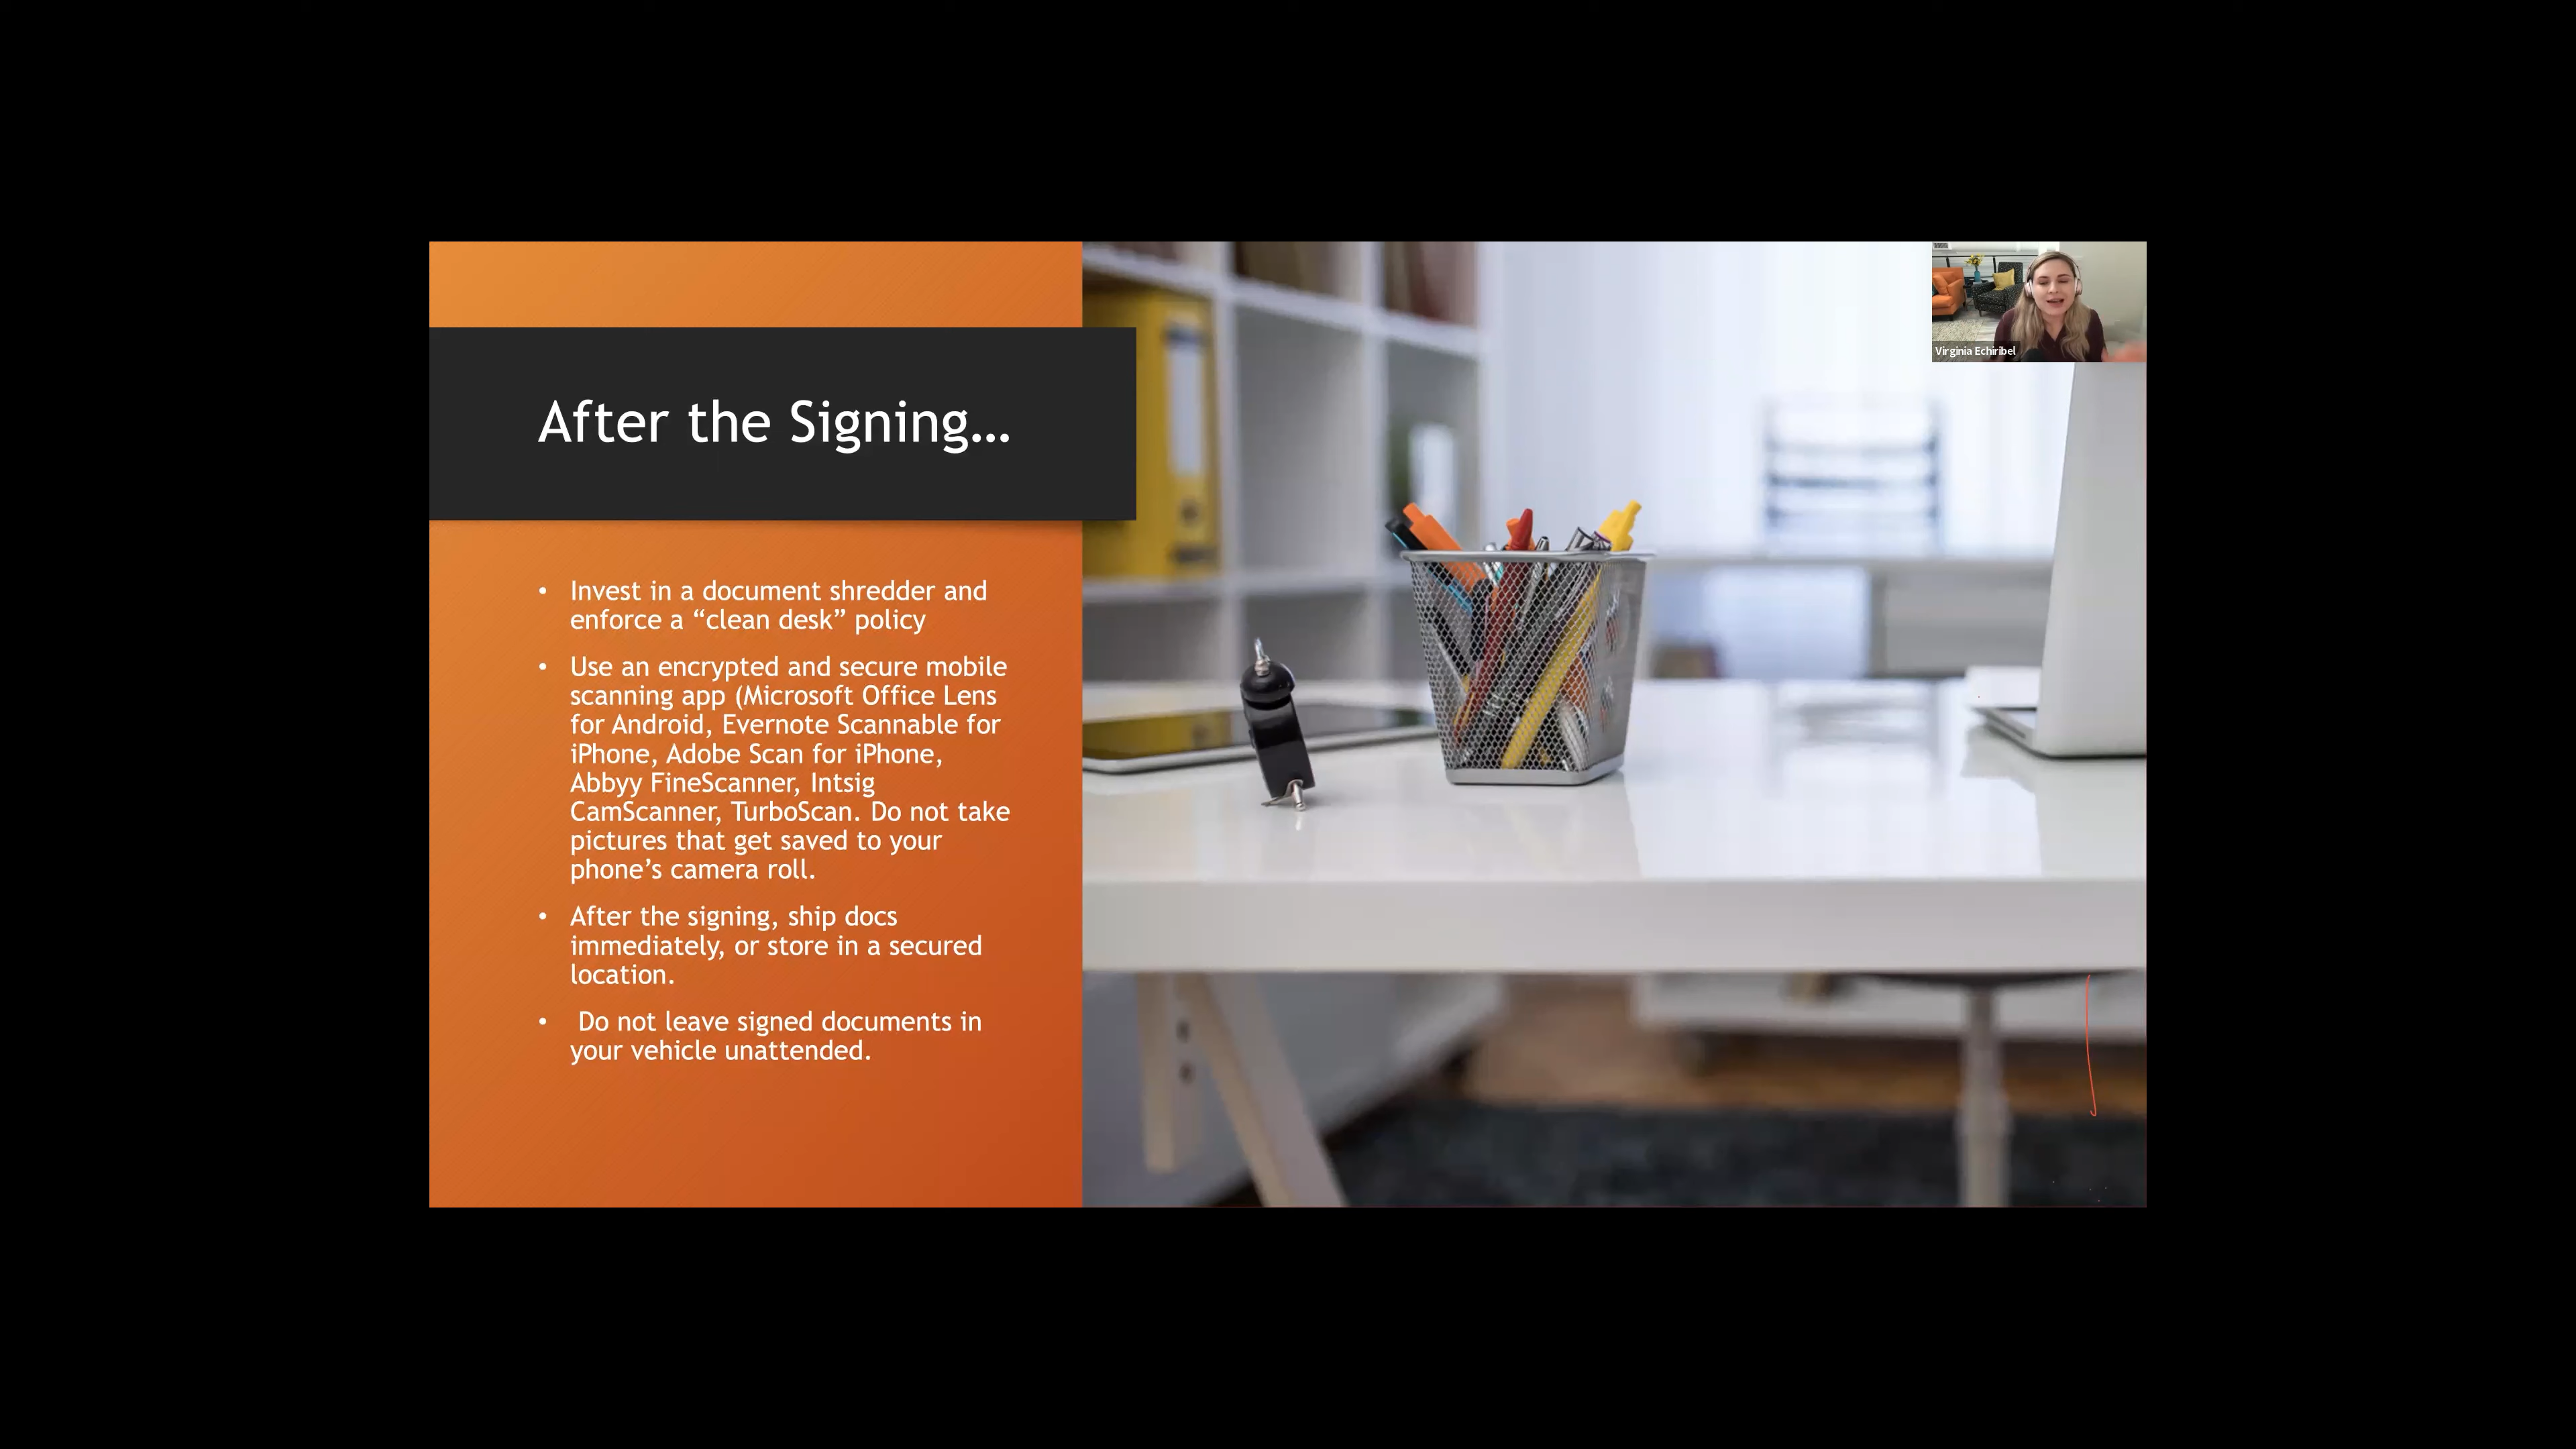 After the Signing…
• Invest in a document shredder and
enforce a “clean desk” policy
• Use an encrypted and secure mobile
scanning app (Microsoft Office Lens
for Android, Evernote Scannable for
iPhone, Adobe Scan for iPhone,
Abbyy FineScanner, Intsig
CamScanner, TurboScan. Do not take
pictures that get saved to your
phone’s camera roll.
• After the signing, ship docs
immediately, or store in a secured
location.
• Do not leave signed documents in
your vehicle unattended.
Virginia Echiribel